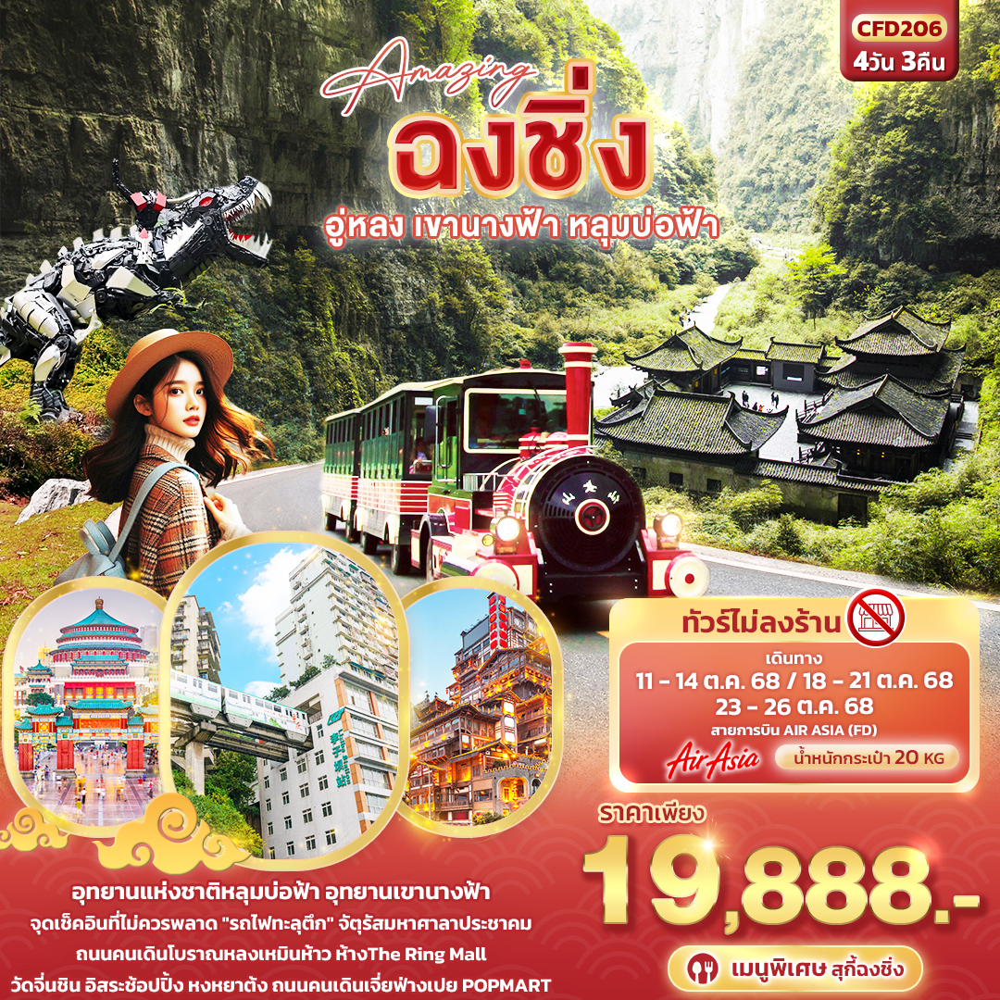 CFD206
4วัน 3คืน
Amazing
ฉงชิ่ง
อู่หลง เขานางฟ้า หลุมบ่อฟ้า
ทัวร์ไม่ลงร้าน
เดินทาง
11 - 14 ต.ค. 68 / 18 - 21 ต.ค. 68
23 - 26 ต.ค. 68
สายการบิน AIR ASIA (FD)
AirAsia น้ำหนักกระเป๋า 20 KG
ราคาเพียง
19,888.-
เมนูพิเศษ สุกี้ฉงชิ่ง
อุทยานแห่งชาติหลุมบ่อฟ้า อุทยานเขานางฟ้า
จุดเช็คอินที่ไม่ควรพลาด "รถไฟทะลุตึก" จัตุรัสมหาศาลาประชาคม
ถนนคนเดินโบราณหลงเหมินห้าว ห้างThe Ring Mall
วัดจี่นซิน อิสระช้อปปิ้ง หงหยาต้ง ถนนคนเดินเจี่ยฟ่างเปย POPMART